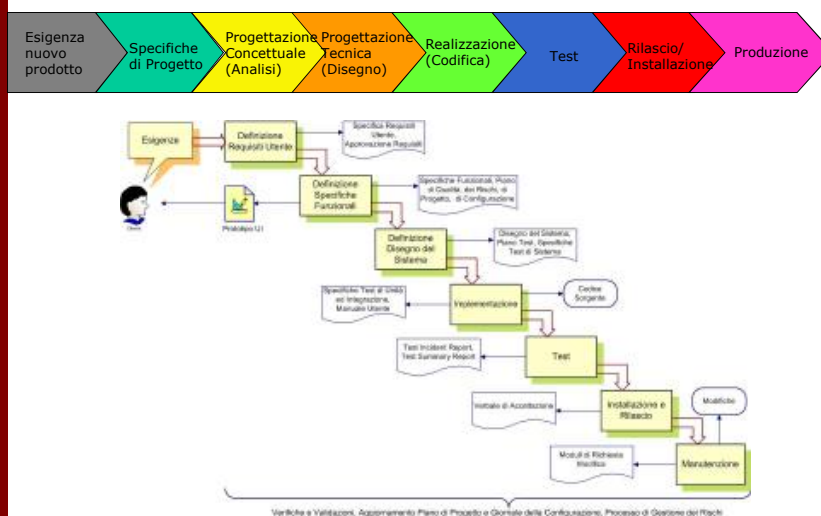 Esigenza
nuovo
prodotto
Specifiche
di Progetto
Progettazione
Concettuale
(Analisi)
Progettazione
Tecnica
(Disegno)
Realizzazione
(Codifica)
Test
Rilascio/
Installazione
Produzione
Esigenze
Definizione
Requisiti Utente
Specifica Requisiti
Utente,
Approvazione Requisiti
Prototipo U.I
Definizione
Specifiche
Funzionali
Specifiche Funzionali, Piano
di Qualità, dei Rischi, di
Progetto, di Configurazione
Definizione
Disegno del
Sistema
Disegno del Sistema,
Piano Test, Specifiche
Test di Sistema
Specifiche Test di Unità
ed Integrazione,
Manuale Utente
Implementazione
Codice
Sorgente
Test Incident Report,
Test Summary Report
Test
Verbale di Accettazione
Installazione e
Rilascio
Modifiche
Moduli di Richiesta
Modifica
Manutenzione
Verifiche e Validazioni, Aggiornamento Piano di Progetto e Giornale della Configurazione, Processo di Gestione dei Rischi